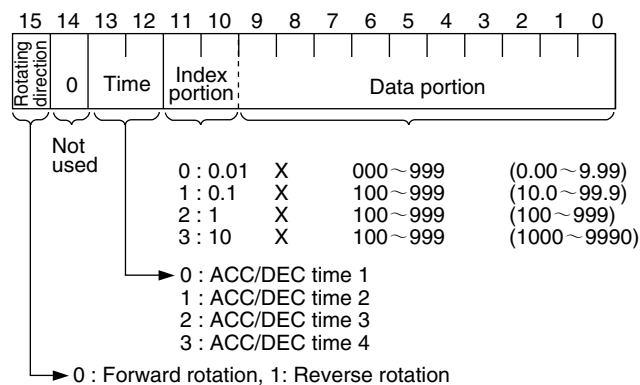 15 14 13 12 11 10 9 8 7 6 5 4 3 2 1 0
Rotating
direction
0
Time
Index
portion
Data portion
Not
used
0 : 0.01 X 000~999 (0.00~9.99)
1 : 0.1 X 100~999 (10.0~99.9)
2 : 1 X 100~999 (100~999)
3 : 10 X 100~999 (1000~9990)
0 : ACC/DEC time 1
1 : ACC/DEC time 2
2 : ACC/DEC time 3
3 : ACC/DEC time 4
0 : Forward rotation, 1: Reverse rotation